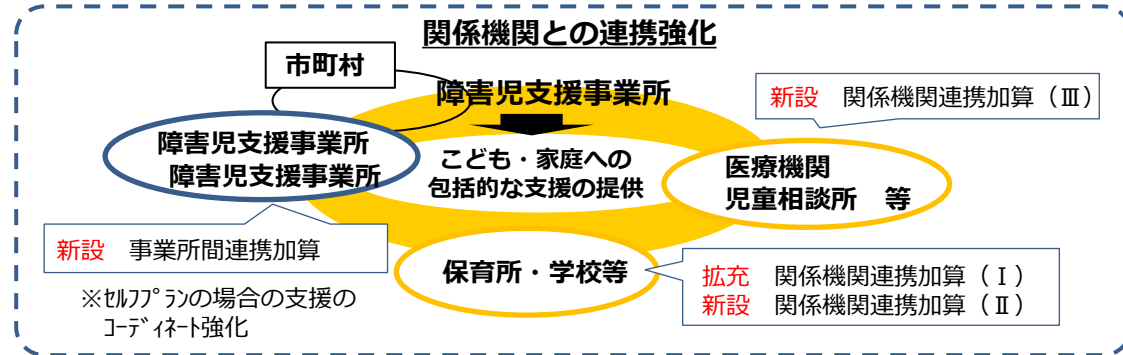 関係機関との連携強化
市町村
障害児支援事業所
新設 関係機関連携加算(Ⅲ)
障害児支援事業所
障害児支援事業所
こども・家庭への
包括的な支援の提供
医療機関
児童相談所 等
新設 事業所間連携加算
保育所・学校等
拡充 関係機関連携加算(Ⅰ)
新設 関係機関連携加算(Ⅱ)
※ｾﾙﾌﾌﾟﾗﾝの場合の支援の
ｺｰﾃﾞｨﾈｰﾄ強化